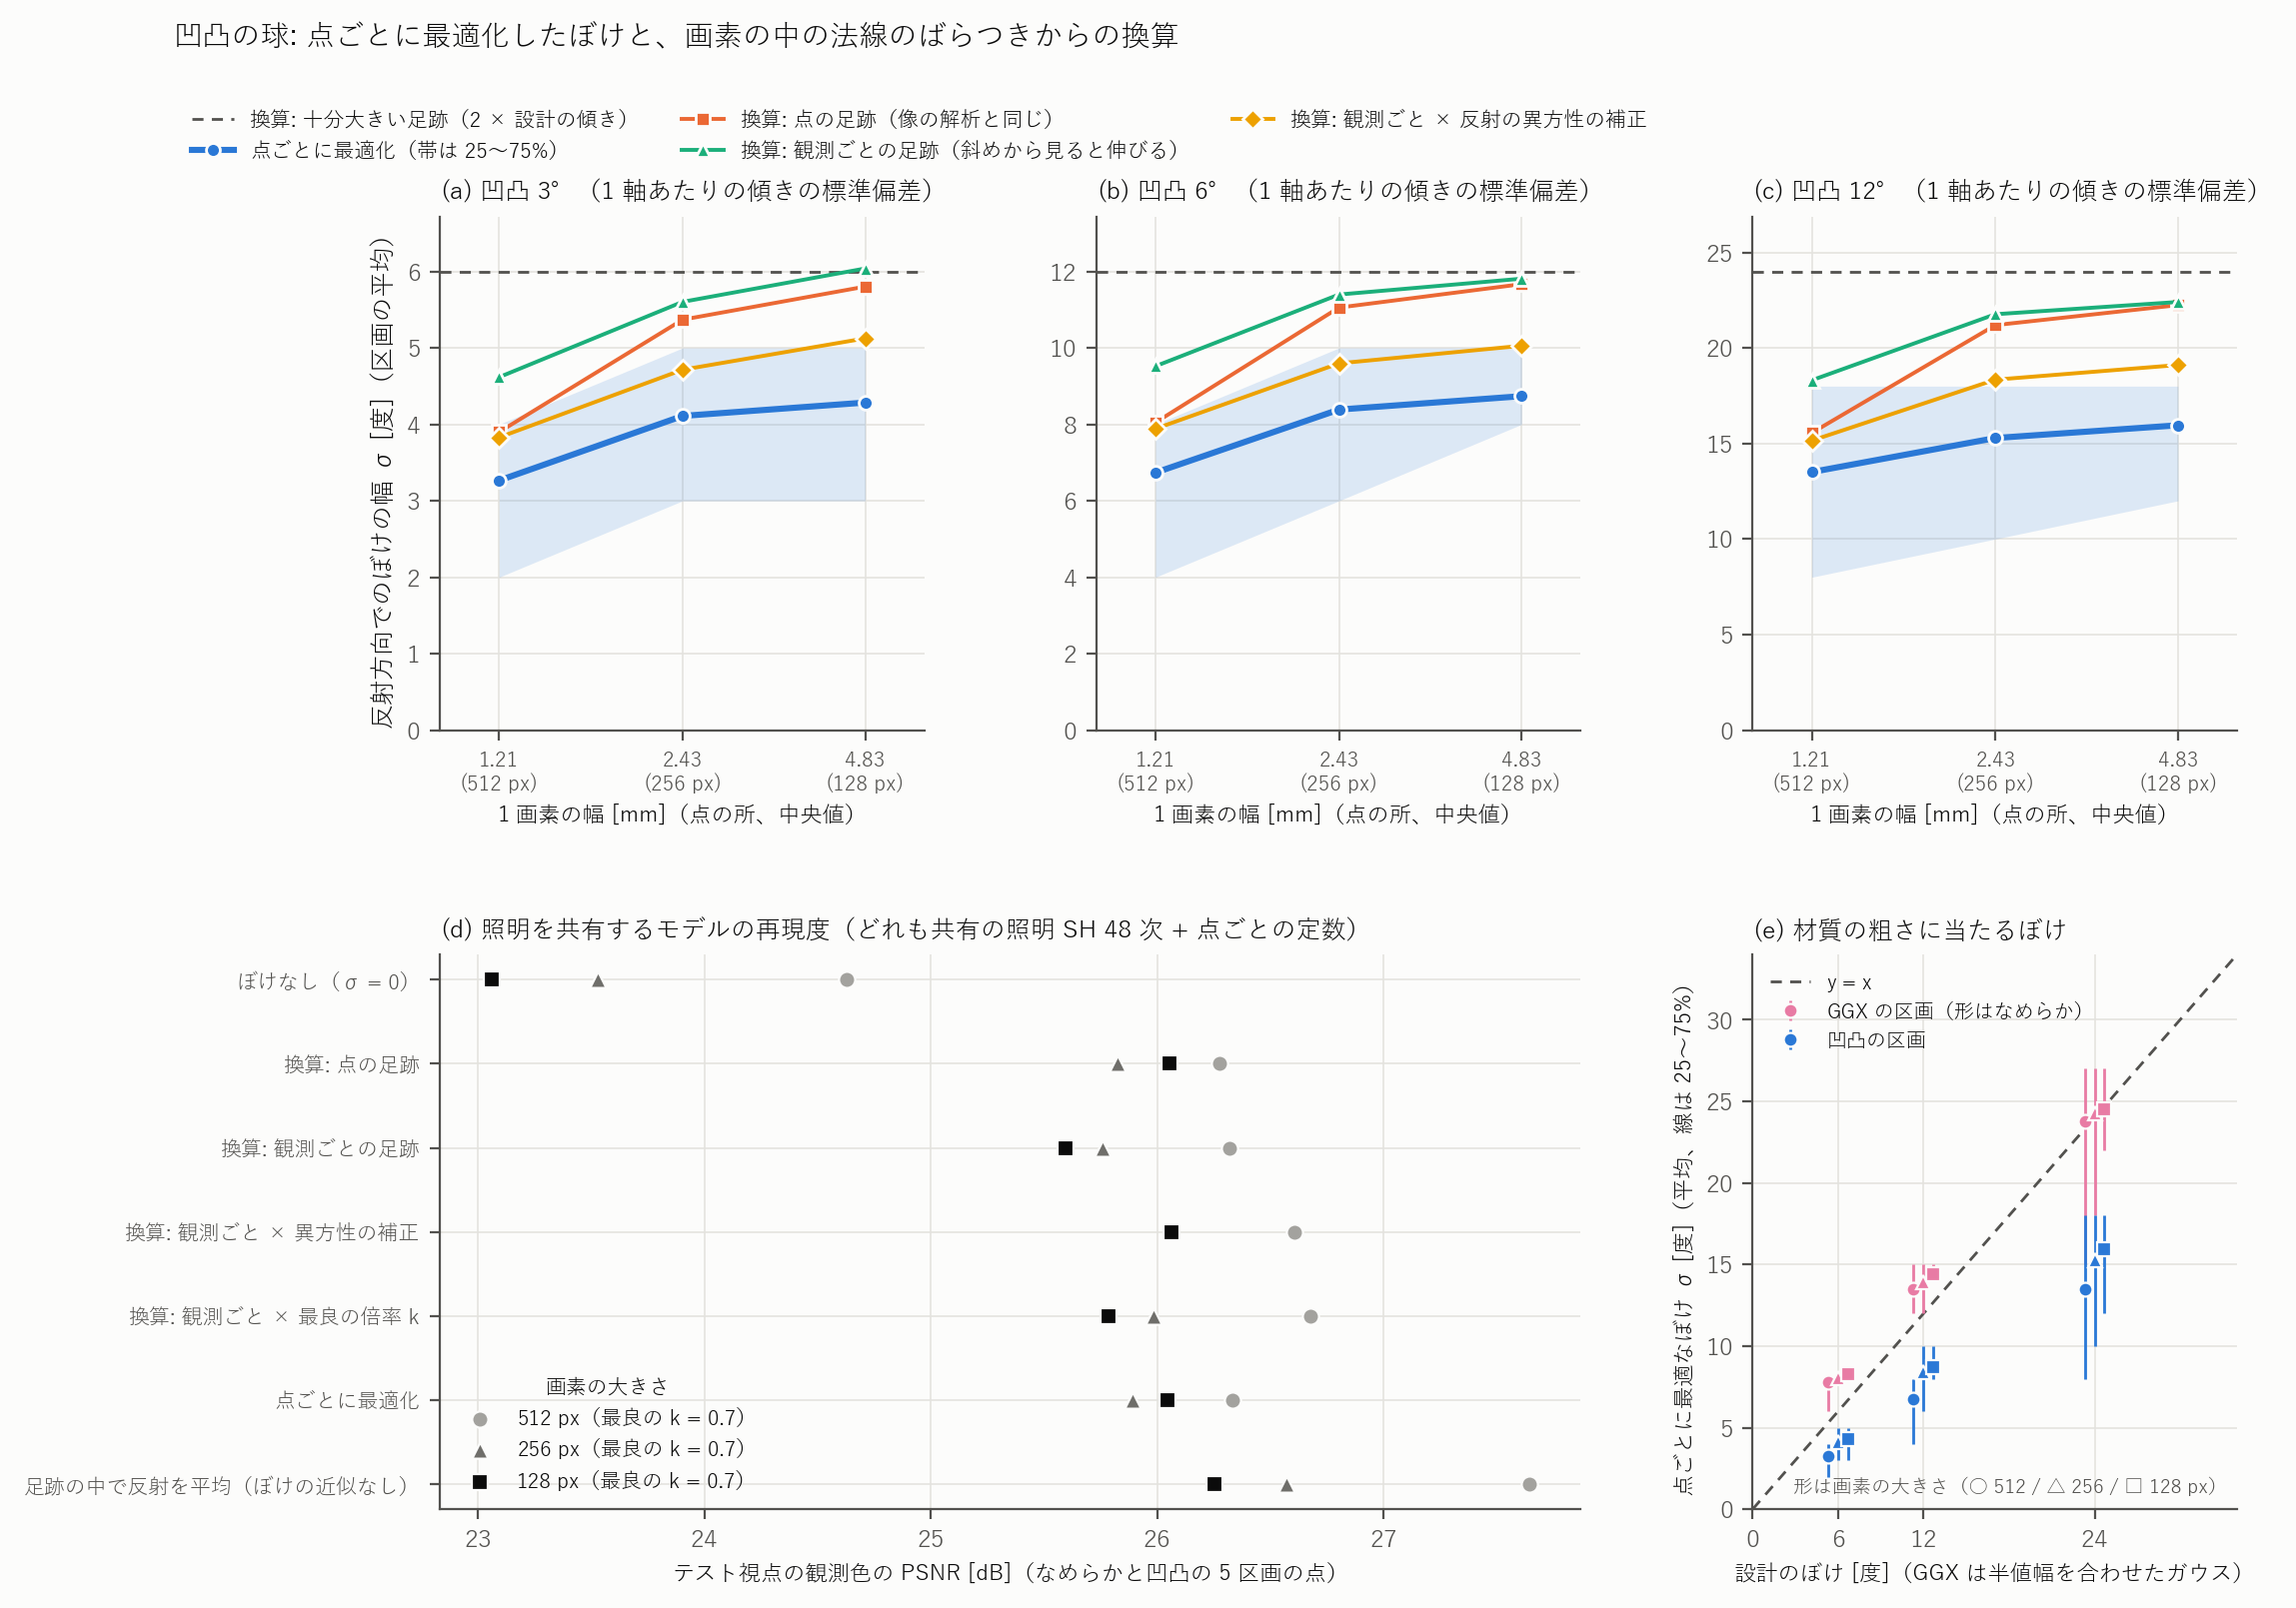 凹凸の球: 点ごとに最適化したぼけと、画素の中の法線のばらつきからの換算
換算: 十分大きい足跡（2 × 設計の傾き）
点ごとに最適化（帯は 25〜75%）
換算: 点の足跡（像の解析と同じ）
換算: 観測ごとの足跡（斜めから見ると伸びる）
換算: 観測ごと × 反射の異方性の補正
(a) 凹凸 3° （1 軸あたりの傾きの標準偏差）
反射方向でのぼけの幅 σ [度]（区画の平均）
6
5
4
3
2
1
0
1.21 2.43 4.83
(512 px) (256 px) (128 px)
1 画素の幅 [mm]（点の所、中央値）
(b) 凹凸 6° （1 軸あたりの傾きの標準偏差）
12
10
8
6
4
2
0
1.21 2.43 4.83
(512 px) (256 px) (128 px)
1 画素の幅 [mm]（点の所、中央値）
(c) 凹凸 12° （1 軸あたりの傾きの標準偏差）
25
20
15
10
5
0
1.21 2.43 4.83
(512 px) (256 px) (128 px)
1 画素の幅 [mm]（点の所、中央値）
(d) 照明を共有するモデルの再現度（どれも共有の照明 SH 48 次 + 点ごとの定数）
ぼけなし（σ = 0）
換算: 点の足跡
換算: 観測ごとの足跡
換算: 観測ごと × 異方性の補正
換算: 観測ごと × 最良の倍率 k
点ごとに最適化
足跡の中で反射を平均（ぼけの近似なし）
画素の大きさ
512 px（最良の k = 0.7）
256 px（最良の k = 0.7）
128 px（最良の k = 0.7）
23 24 25 26 27
テスト視点の観測色の PSNR [dB]（なめらかと凹凸の 5 区画の点）
(e) 材質の粗さに当たるぼけ
点ごとに最適なぼけ σ [度]（平均、線は 25〜75%）
y = x
GGX の区画（形はなめらか）
凹凸の区画
30
25
20
15
10
5
0
形は画素の大きさ（○ 512 / △ 256 / □ 128 px）
0 6 12 24
設計のぼけ [度]（GGX は半値幅を合わせたガウス）